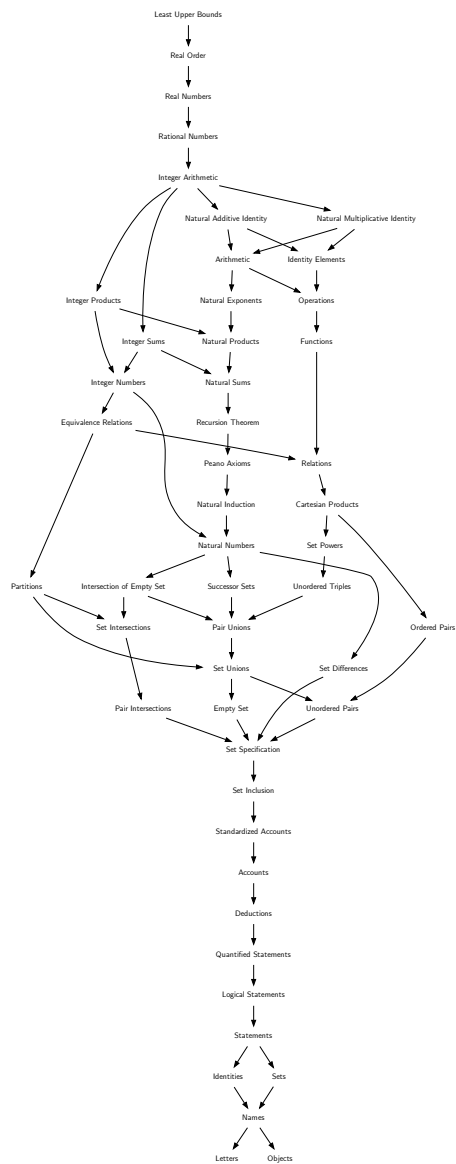 Least Upper Bounds
Real Order
Real Numbers
Rational Numbers
Integer Arithmetic
Natural Additive Identity
Natural Multiplicative Identity
Arithmetic
Identity Elements
Integer Products
Natural Exponents
Operations
Integer Sums
Natural Products
Functions
Integer Numbers
Natural Sums
Equivalence Relations
Recursion Theorem
Peano Axioms
Relations
Natural Induction
Cartesian Products
Natural Numbers
Set Powers
Partitions
Intersection of Empty Set
Successor Sets
Unordered Triples
Set Intersections
Pair Unions
Ordered Pairs
Set Unions
Set Differences
Pair Intersections
Empty Set
Unordered Pairs
Set Specification
Set Inclusion
Standardized Accounts
Accounts
Deductions
Quantified Statements
Logical Statements
Statements
Identities
Sets
Names
Letters
Objects